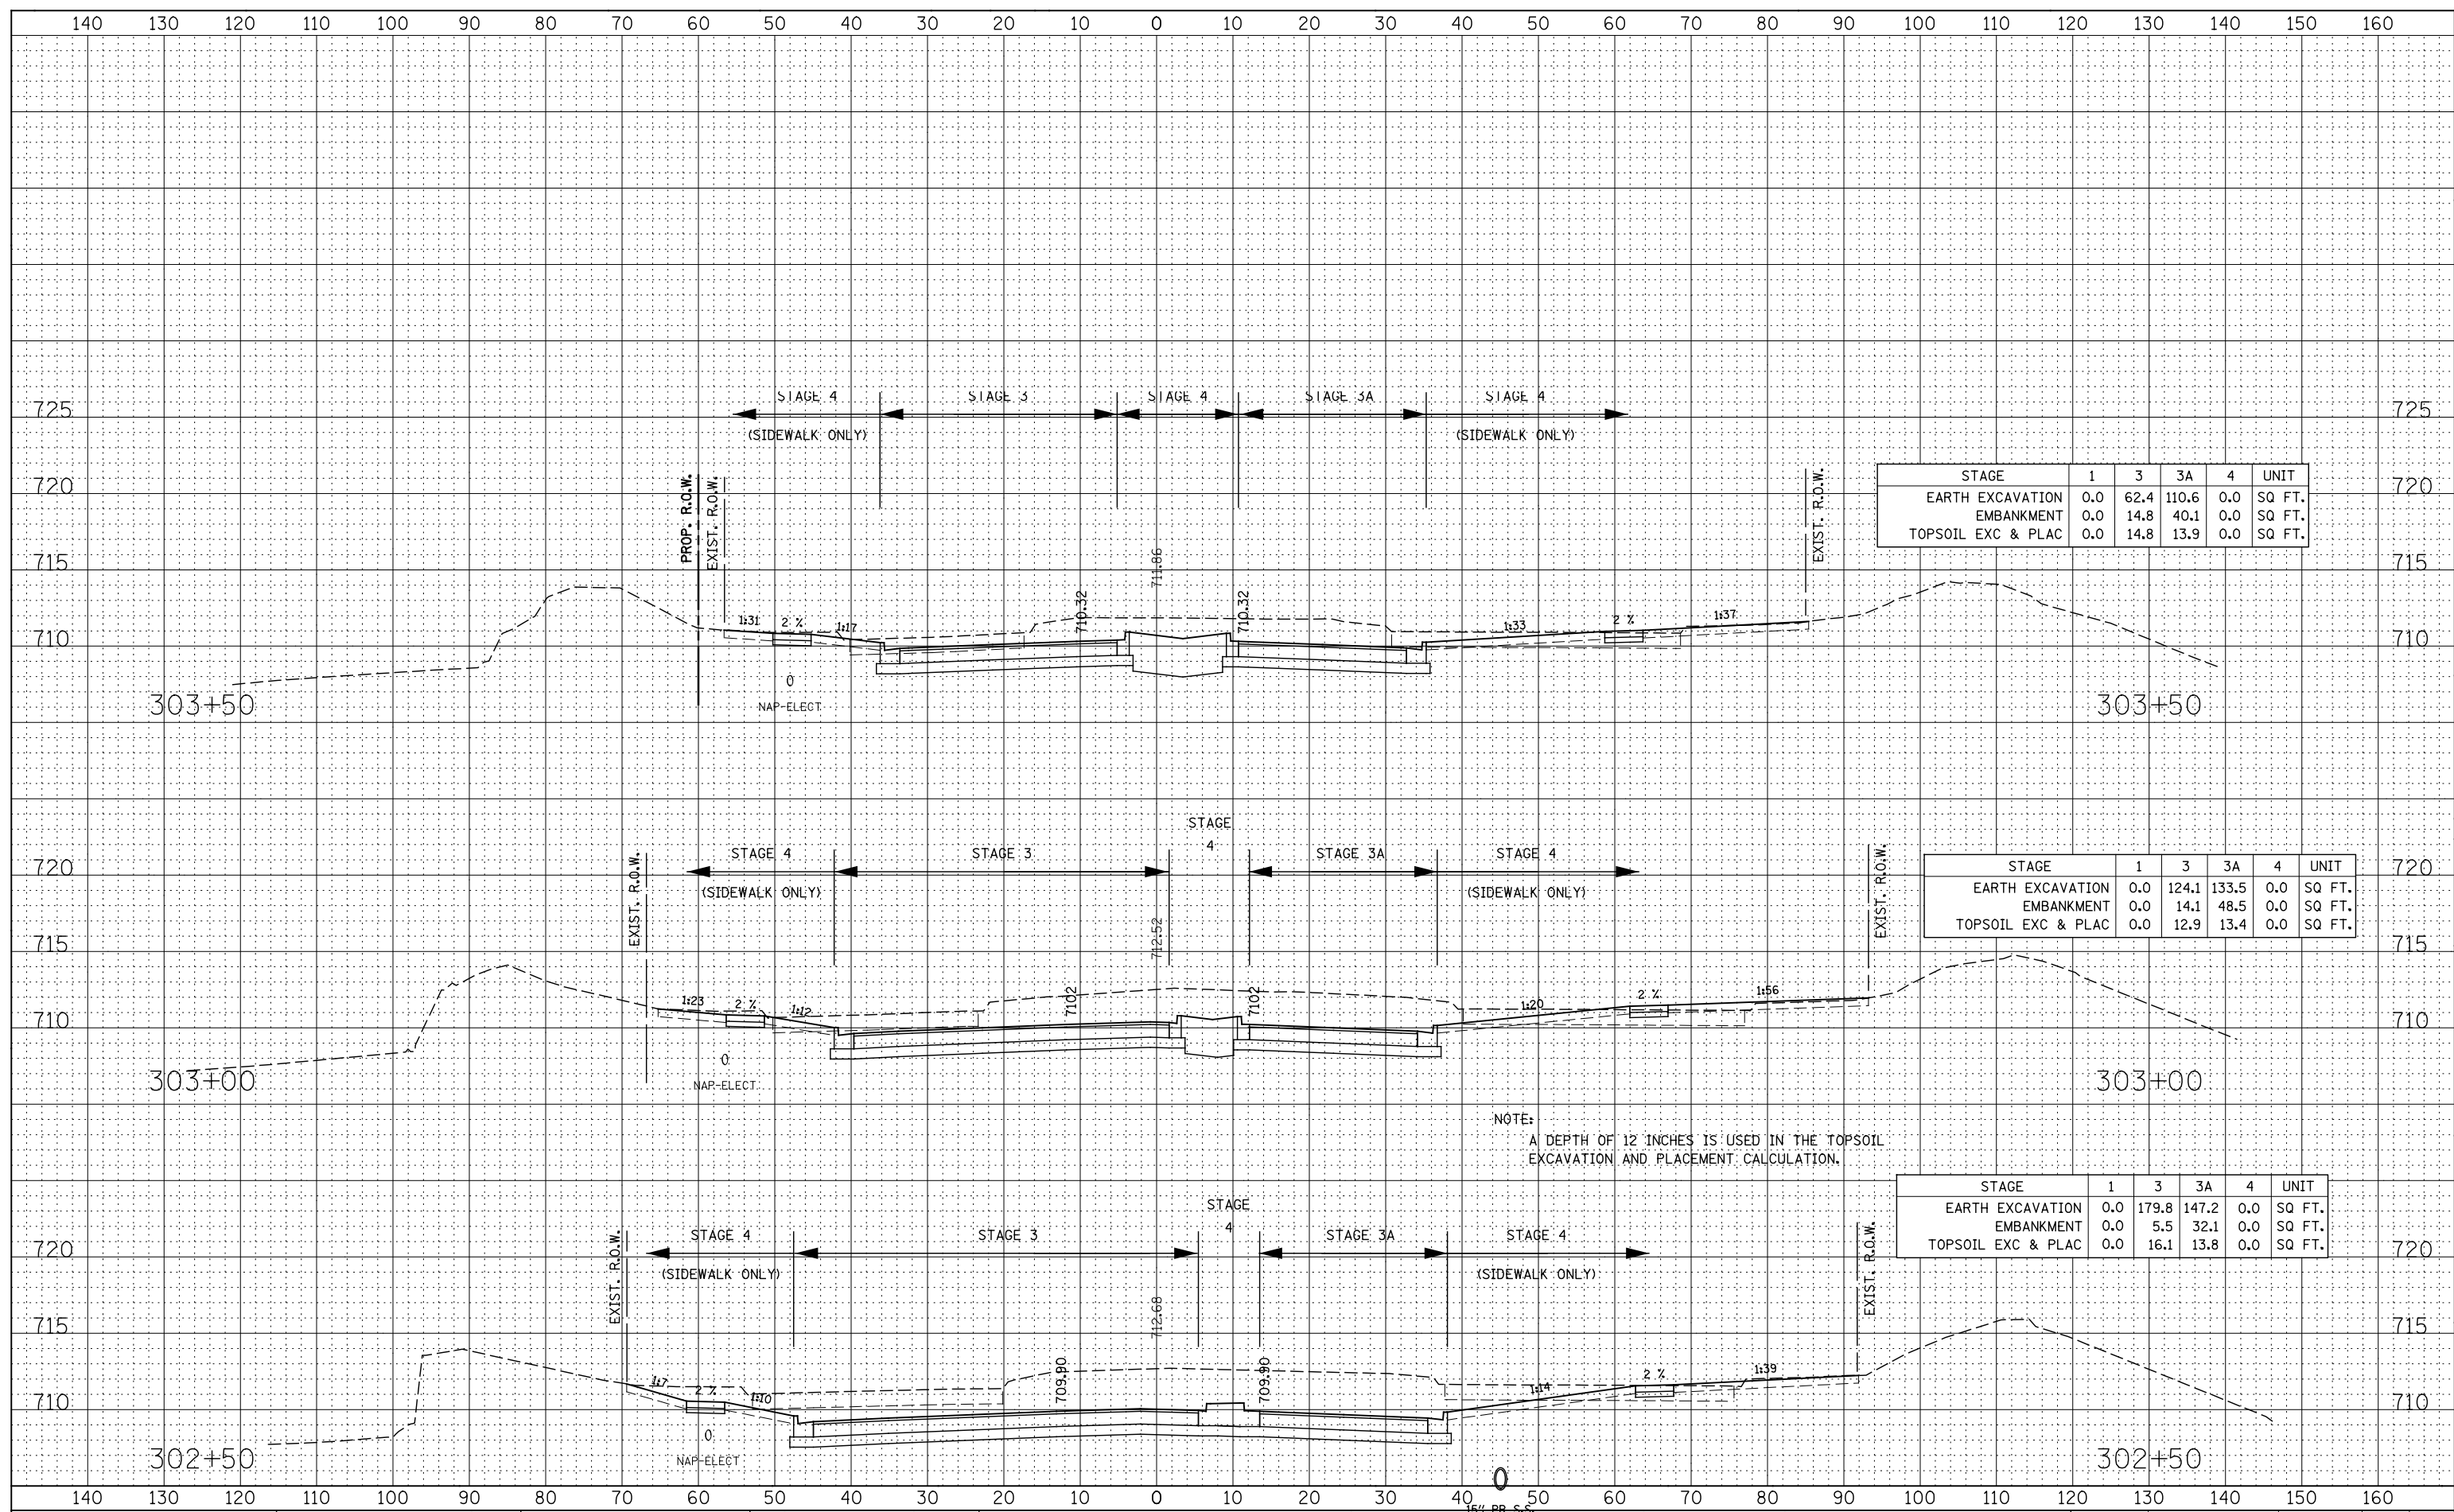 140 130 120 110 100 90 80 70 60 50 40 30 20 10 0 10 20 30 40 50 60 70 80 90 100 110 120 130 140 150 160
STAGE 4 STAGE 3 STAGE 4 STAGE 3A STAGE 4
725 725
(SIDEWALK ONLY) (SIDEWALK ONLY)
PROP. R.O.W.
EXIST. R.O.W.
EXIST. R.O.W.
STAGE 1 3 3A 4 UNIT
EARTH EXCAVATION 0.0 62.4 110.6 0.0 SQ FT.
EMBANKMENT 0.0 14.8 40.1 0.0 SQ FT.
TOPSOIL EXC & PLAC 0.0 14.8 13.9 0.0 SQ FT.
720 720
715 715
711.86
710.32 710.32
1:31 2 % 1:17 1:33 2 % 1:37
710 710
0
NAP-ELECT
303+50 303+50
STAGE
4
STAGE 4 STAGE 3 STAGE 3A STAGE 4
720 720
(SIDEWALK ONLY) (SIDEWALK ONLY)
EXIST. R.O.W.
EXIST. R.O.W.
STAGE 1 3 3A 4 UNIT
EARTH EXCAVATION 0.0 124.1 133.5 0.0 SQ FT.
EMBANKMENT 0.0 14.1 48.5 0.0 SQ FT.
TOPSOIL EXC & PLAC 0.0 12.9 13.4 0.0 SQ FT.
712.52
715 715
7102 7102
1:23 2 % 1:12 1:20 2 % 1:56
710 710
0
NAP-ELECT
303+00 303+00
NOTE:
A DEPTH OF 12 INCHES IS USED IN THE TOPSOIL
EXCAVATION AND PLACEMENT CALCULATION.
STAGE
4
STAGE 4 STAGE 3 STAGE 3A STAGE 4
720 720
(SIDEWALK ONLY) (SIDEWALK ONLY)
EXIST. R.O.W.
EXIST. R.O.W.
STAGE 1 3 3A 4 UNIT
EARTH EXCAVATION 0.0 179.8 147.2 0.0 SQ FT.
EMBANKMENT 0.0 5.5 32.1 0.0 SQ FT.
TOPSOIL EXC & PLAC 0.0 16.1 13.8 0.0 SQ FT.
712.68
715 715
709.90 709.90
1:7 2 % 1:10 1:14 2 % 1:39
710 710
0
NAP-ELECT
302+50 302+50
140 130 120 110 100 90 80 70 60 50 40 30 20 10 0 10 20 30 40 50 60 70 80 90 100 110 120 130 140 150 160
15" PR S.S.